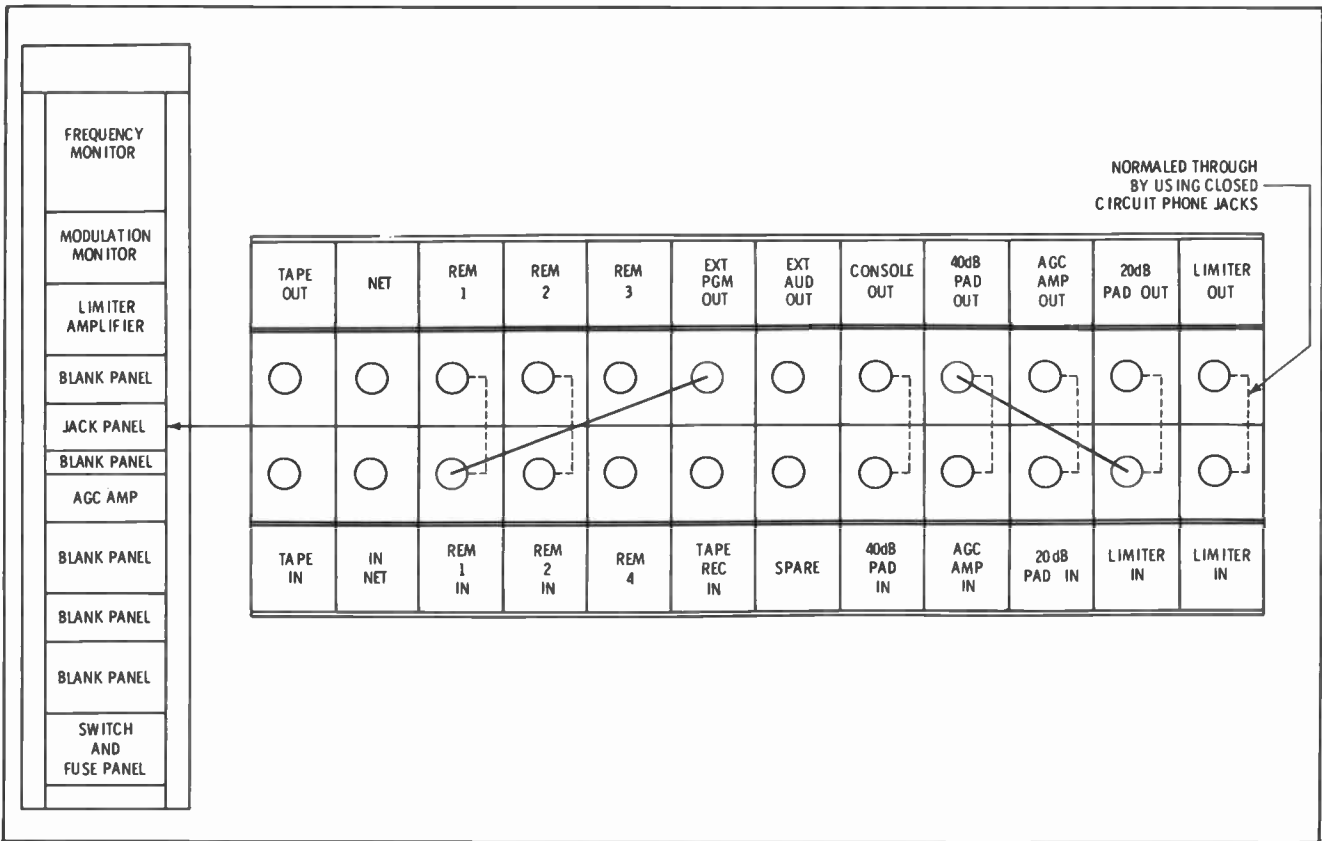 FREQUENCY
MONITOR
MODULATION
MONITOR
LIMITER
AMPLIFIER
BLANK PANEL
JACK PANEL
BLANK PANEL
AGC AMP
BLANK PANEL
BLANK PANEL
BLANK PANEL
SWITCH
AND
FUSE PANEL
NORMALED THROUGH
BY USING CLOSED
CIRCUIT PHONE JACKS
TAPE
OUT
NET
REM
1
REM
2
REM
3
EXT
PGM
OUT
EXT
AUD
OUT
CONSOLE
OUT
40dB
PAD
OUT
AGC
AMP
OUT
20dB
PAD OUT
LIMITER
OUT
TAPE
IN
IN
NET
REM
1
IN
REM
2
IN
REM
4
TAPE
REC
IN
SPARE
40dB
PAD
IN
AGC
AMP
IN
20dB
PAD IN
LIMITER
IN
LIMITER
IN